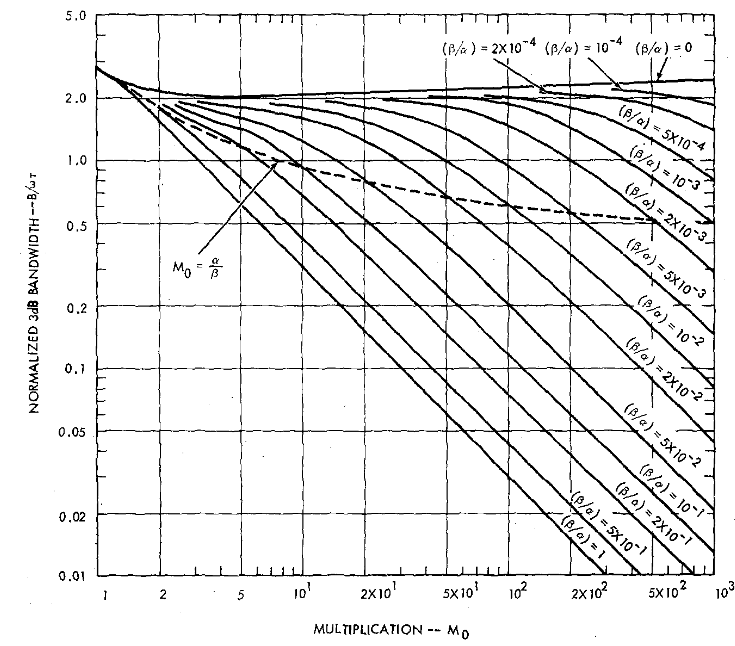 5.0
(β/α) = 2X10⁻⁴ (β/α) = 10⁻⁴ (β/α) = 0
2.0
(β/α) = 5X10⁻⁴
1.0
(β/α) = 10⁻³
(β/α) = 2X10⁻³
0.5
M₀ = α/β
(β/α) = 5X10⁻³
0.2
(β/α) = 10⁻²
(β/α) = 2X10⁻²
0.1
0.05
(β/α) = 5X10⁻²
(β/α) = 10⁻¹
(β/α) = 2X10⁻¹
0.02
(β/α) = 5X10⁻¹
(β/α) = 1
0.01
NORMALIZED 3dB BANDWIDTH -- B/ωT
1 2 5 10¹ 2X10¹ 5X10¹ 10² 2X10² 5X10² 10³
MULTIPLICATION -- M₀